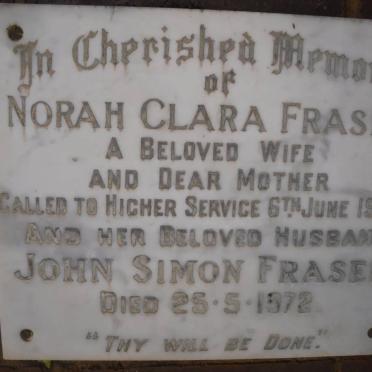 In Cherished Memo
of
NORAH CLARA FRAS
A BELOVED WIFE
AND DEAR MOTHER
CALLED TO HIGHER SERVICE 6TH JUNE 19
AND HER BELOVED HUSBAN
JOHN SIMON FRASE
DIED 25·5·1972
"THY WILL BE DONE."